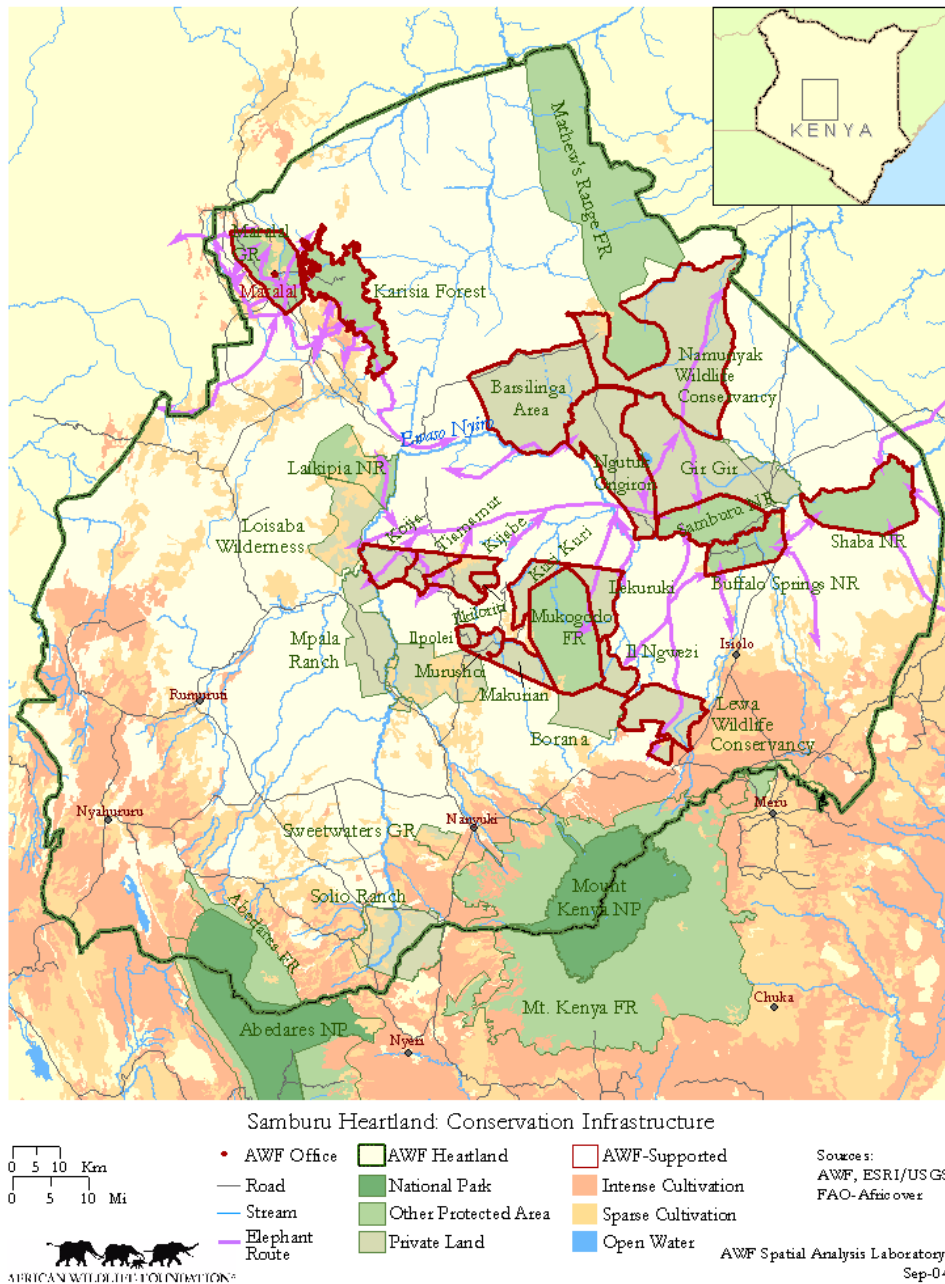 KENYA
Mathew's Range FR
Maralal
GR
Maralal
Karisia Forest
Namunyak
Wildlife
Conservancy
Barsilinga
Area
Ewaso Nyiro
Laikipia NR
Ngutuk
Ongiron
Gir Gir
Samburu NR
Loisaba
Wilderness
Koija
Tiamamut
Kijabe
Shaba NR
Kuri Kuri
Lekuruki
Buffalo Springs NR
Mukogodo
FR
Ilpolei
Mpala
Ranch
Il Ngwezi
Isiolo
Murushoi
Makurian
Rumuruti
Lewa
Wildlife
Conservancy
Borana
Nyahururu
Meru
Sweetwaters GR
Nanyuki
Solio Ranch
Mount
Kenya NP
Abedares FR
Mt. Kenya FR
Chuka
Abedares NP
Nyeri
Samburu Heartland: Conservation Infrastructure
0 5 10 Km
0 5 10 Mi
AWF Office
Road
Stream
Elephant
Route
AWF Heartland
National Park
Other Protected Area
Private Land
AWF-Supported
Intense Cultivation
Sparse Cultivation
Open Water
Sources:
AWF, ESRI/USGS
FAO-Africover
AFRICAN WILDLIFE FOUNDATION®
AWF Spatial Analysis Laboratory
Sep-04